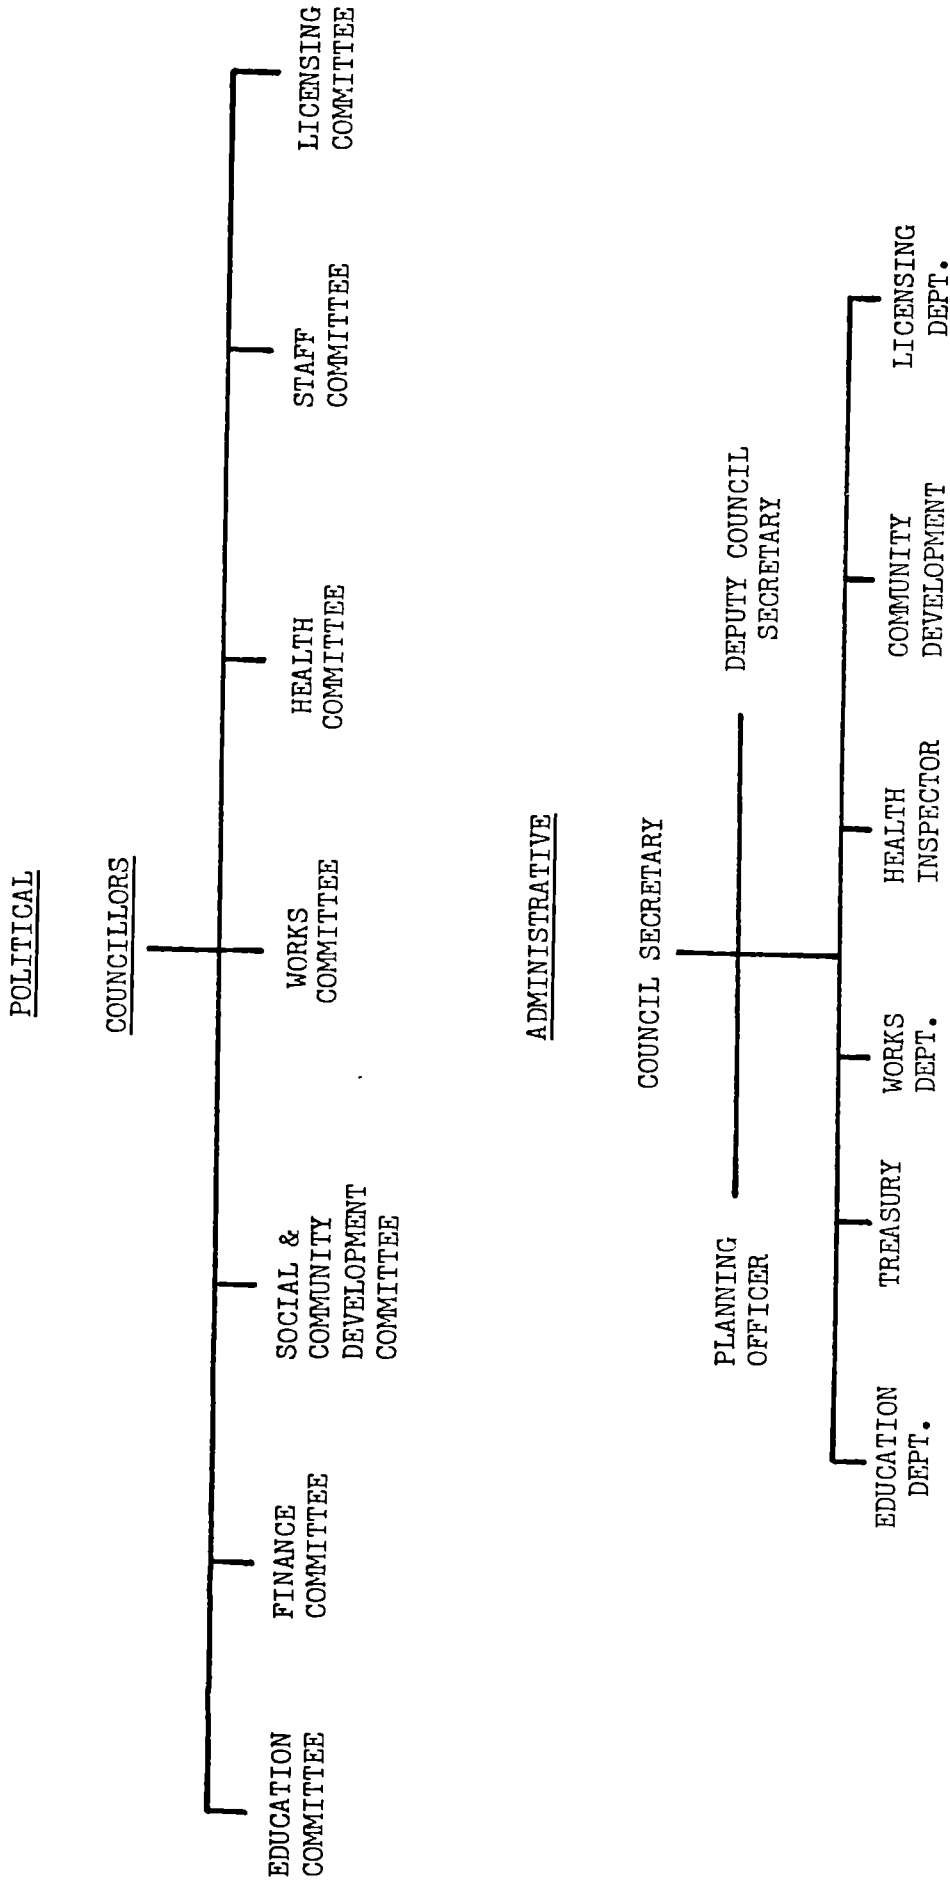 POLITICAL
COUNCILLORS
EDUCATION
COMMITTEE
FINANCE
COMMITTEE
SOCIAL &
COMMUNITY
DEVELOPMENT
COMMITTEE
WORKS
COMMITTEE
HEALTH
COMMITTEE
STAFF
COMMITTEE
LICENSING
COMMITTEE
ADMINISTRATIVE
COUNCIL SECRETARY
PLANNING
OFFICER
DEPUTY COUNCIL
SECRETARY
EDUCATION
DEPT.
TREASURY
WORKS
DEPT.
HEALTH
INSPECTOR
COMMUNITY
DEVELOPMENT
LICENSING
DEPT.